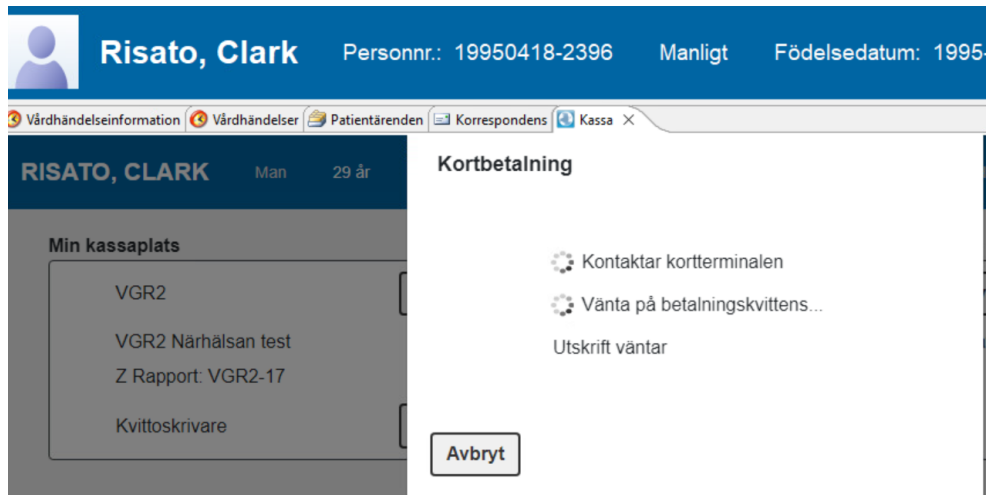 Risato, Clark Personnr.: 19950418-2396 Manligt Födelsedatum: 1995-
Vårdhändelseinformation Vårdhändelser Patientärenden Korrespondens Kassa
RISATO, CLARK Man 29 år
Kortbetalning
Min kassaplats
Kontaktar kortterminalen
VGR2
Vänta på betalningskvittens...
VGR2 Närhälsan test
Utskrift väntar
Z Rapport: VGR2-17
Kvittoskrivare
Avbryt